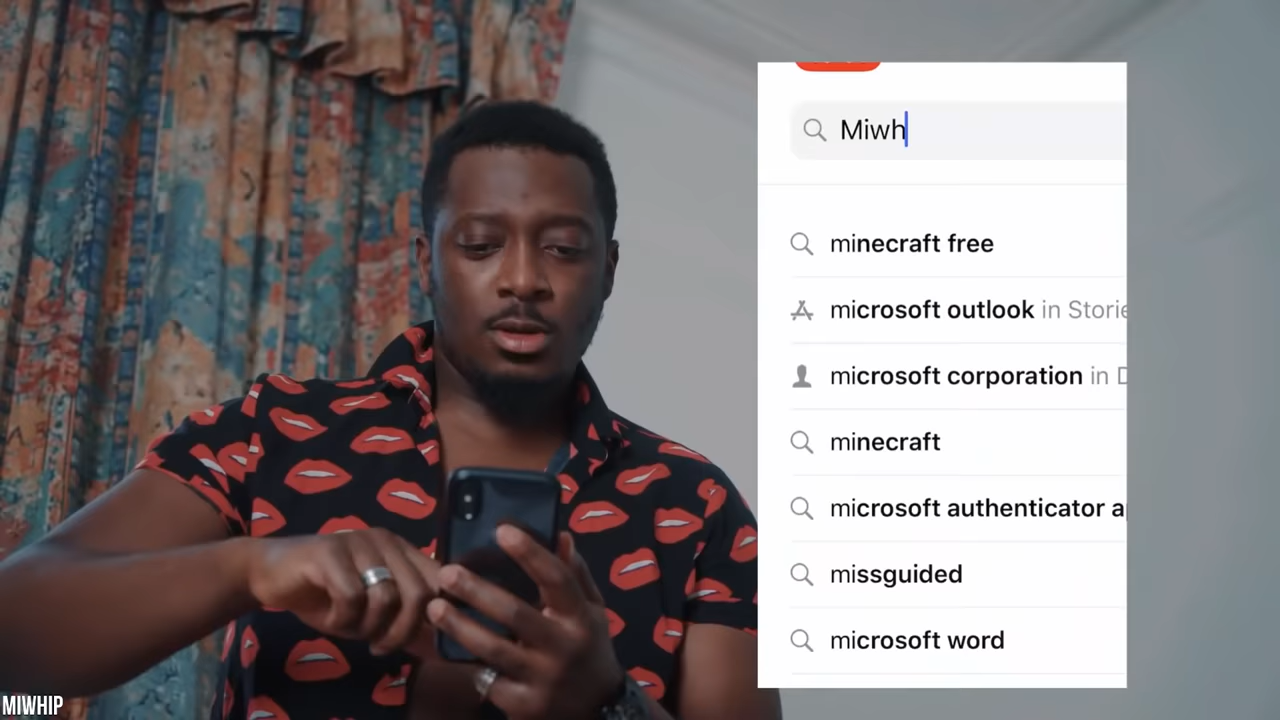 Miwh
minecraft free
microsoft outlook in Storie
microsoft corporation in D
minecraft
microsoft authenticator a
missguided
microsoft word
MIWHIP